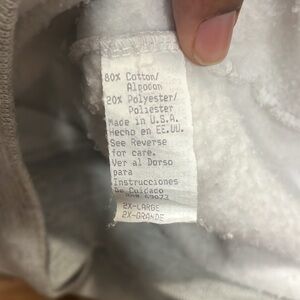 80% Cotton/
Algodon
20% Polyester/
Poliester
Made in U.S.A.
Hecho en EE.UU.
See Reverse
for care.
Ver al Dorso
para
Instrucciones
De Cuidado
2X-LARGE
2X-GRANDE